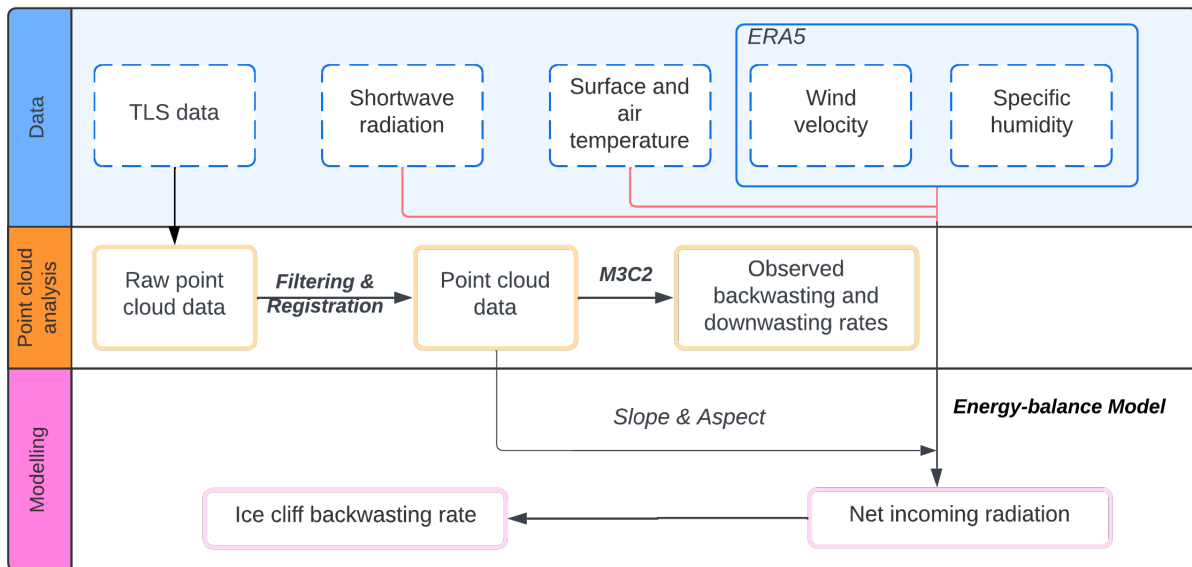 Data
ERA5
TLS data
Shortwave
radiation
Surface and
air
temperature
Wind
velocity
Specific
humidity
Point cloud
analysis
Raw point
cloud data
Filtering &
Registration
Point cloud
data
M3C2
Observed
backwasting and
downwasting rates
Modelling
Slope & Aspect
Energy-balance Model
Ice cliff backwasting rate
Net incoming radiation